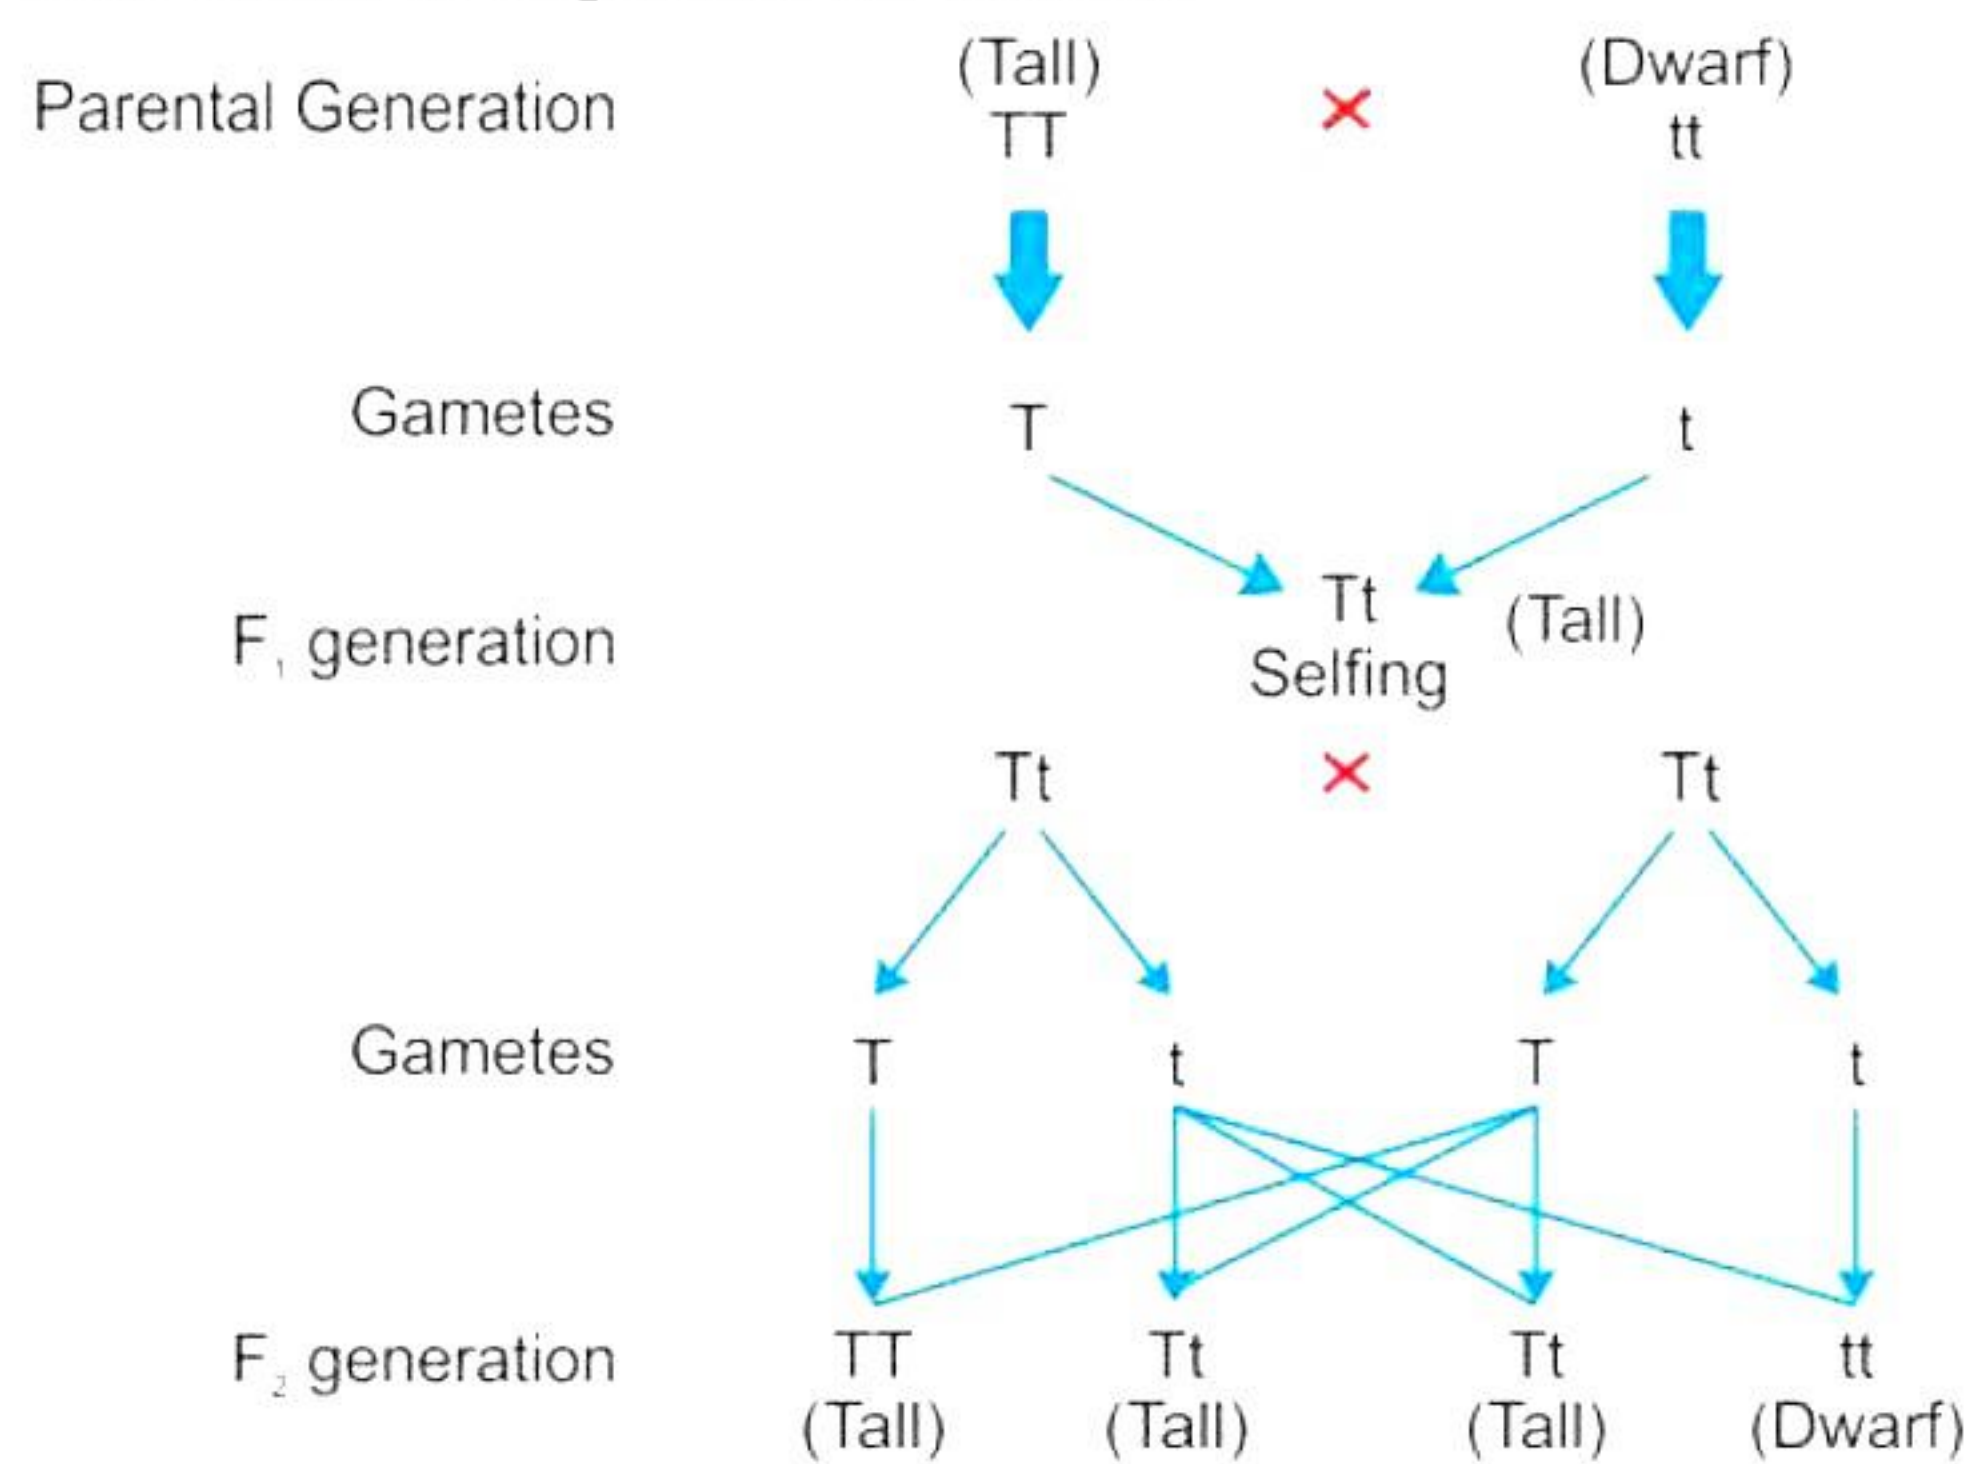 (Tall) (Dwarf)
Parental Generation TT × tt
Gametes T t
F₁ generation Tt (Tall)
Selfing
Tt × Tt
Gametes T t T t
F₂ generation TT Tt Tt tt
(Tall) (Tall) (Tall) (Dwarf)